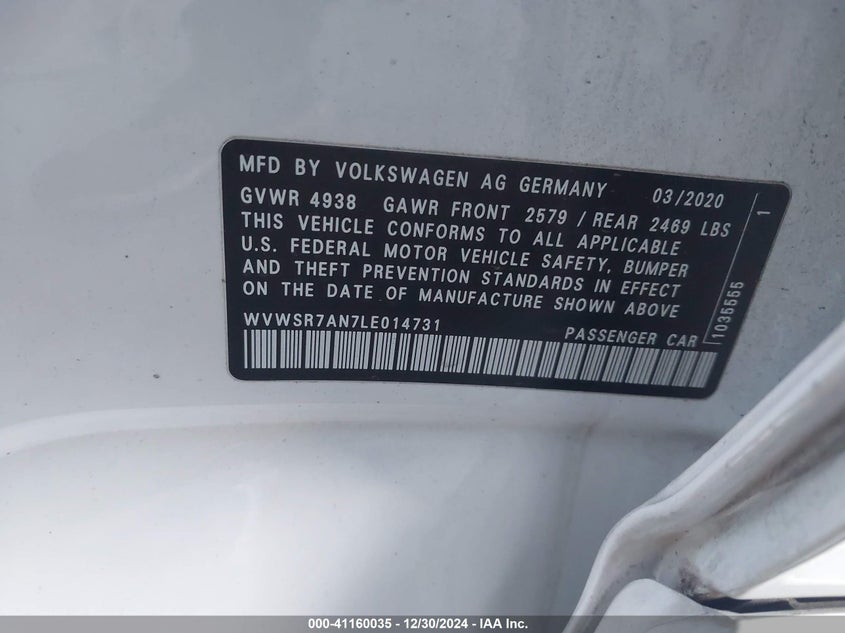 MFD BY VOLKSWAGEN AG GERMANY 03/2020
GVWR 4938 GAWR FRONT 2579 / REAR 2469 LBS
THIS VEHICLE CONFORMS TO ALL APPLICABLE
U.S. FEDERAL MOTOR VEHICLE SAFETY, BUMPER
AND THEFT PREVENTION STANDARDS IN EFFECT
ON THE DATE OF MANUFACTURE SHOWN ABOVE
WVWSR7AN7LE014731
PASSENGER CAR
1035555 1
000-41160035 - 12/30/2024 - IAA Inc.